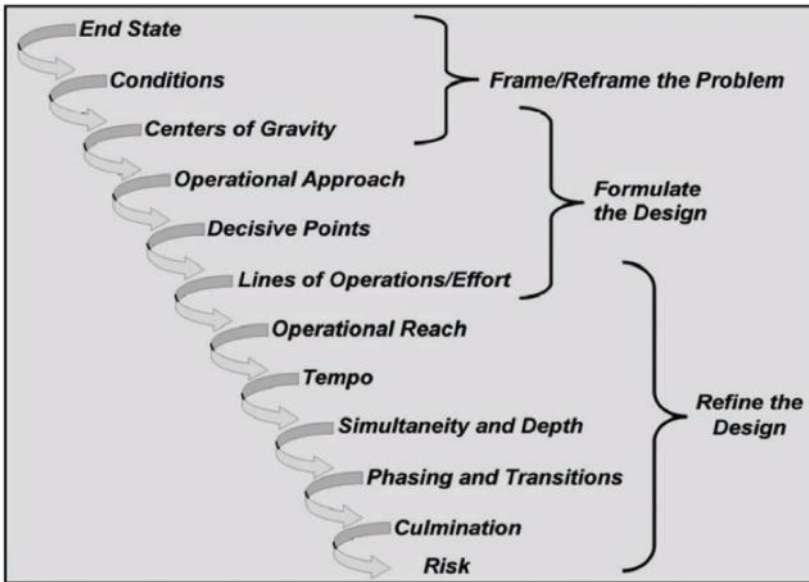 End State
Conditions
Frame/Reframe the Problem
Centers of Gravity
Operational Approach
Formulate
the Design
Decisive Points
Lines of Operations/Effort
Operational Reach
Tempo
Refine the
Design
Simultaneity and Depth
Phasing and Transitions
Culmination
Risk